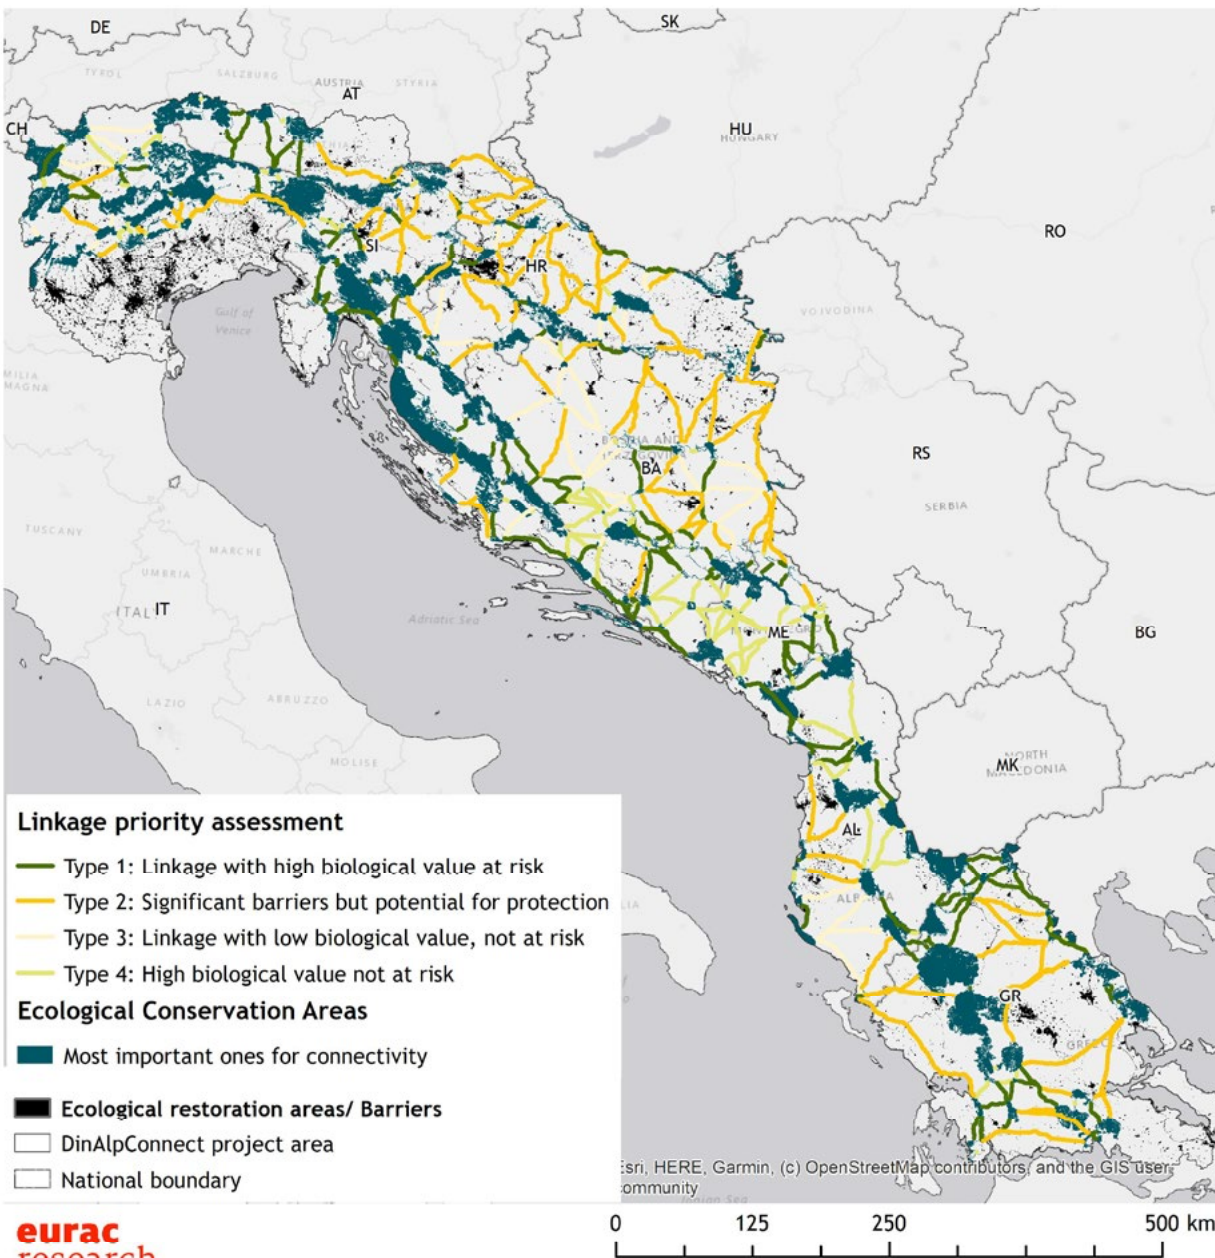 DE
SK
TYROL
SALZBURG
AUSTRIA
STYRIA
AT
CH
HU
HUNGARY
RO
SI
HR
VOJVODINA
Gulf of
Venice
MAGNA
BA
RS
SERBIA
TUSCANY
MARCHE
UMBRIA
IT
Adriatic Sea
ME
BG
LAZIO
ABRUZZO
MOLISE
NORTH
MACEDONIA
MK
AL
GR
Linkage priority assessment
Type 1: Linkage with high biological value at risk
Type 2: Significant barriers but potential for protection
Type 3: Linkage with low biological value, not at risk
Type 4: High biological value not at risk
Ecological Conservation Areas
Most important ones for connectivity
Ecological restoration areas/ Barriers
DinAlpConnect project area
National boundary
Esri, HERE, Garmin, (c) OpenStreetMap contributors, and the GIS user
community
Ionian Sea
eurac
research
0 125 250 500 km